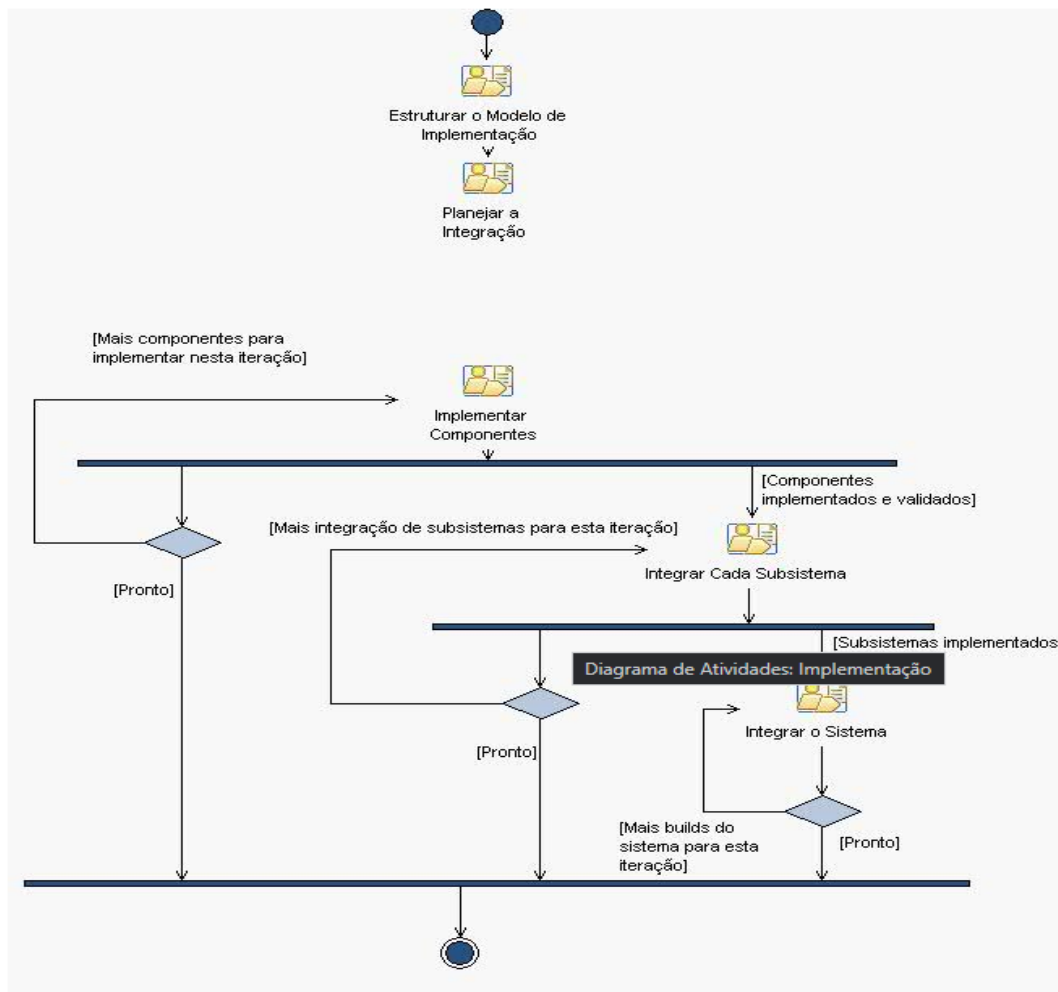 Estruturar o Modelo de
Implementação
Planejar a
Integração
[Mais componentes para
implementar nesta iteração]
Implementar
Componentes
[Componentes
implementados e validados]
[Mais integração de subsistemas para esta iteração]
Integrar Cada Subsistema
[Pronto]
[Subsistemas implementados
Diagrama de Atividades: Implementação
Integrar o Sistema
[Pronto]
[Mais builds do
sistema para esta
iteração]
[Pronto]